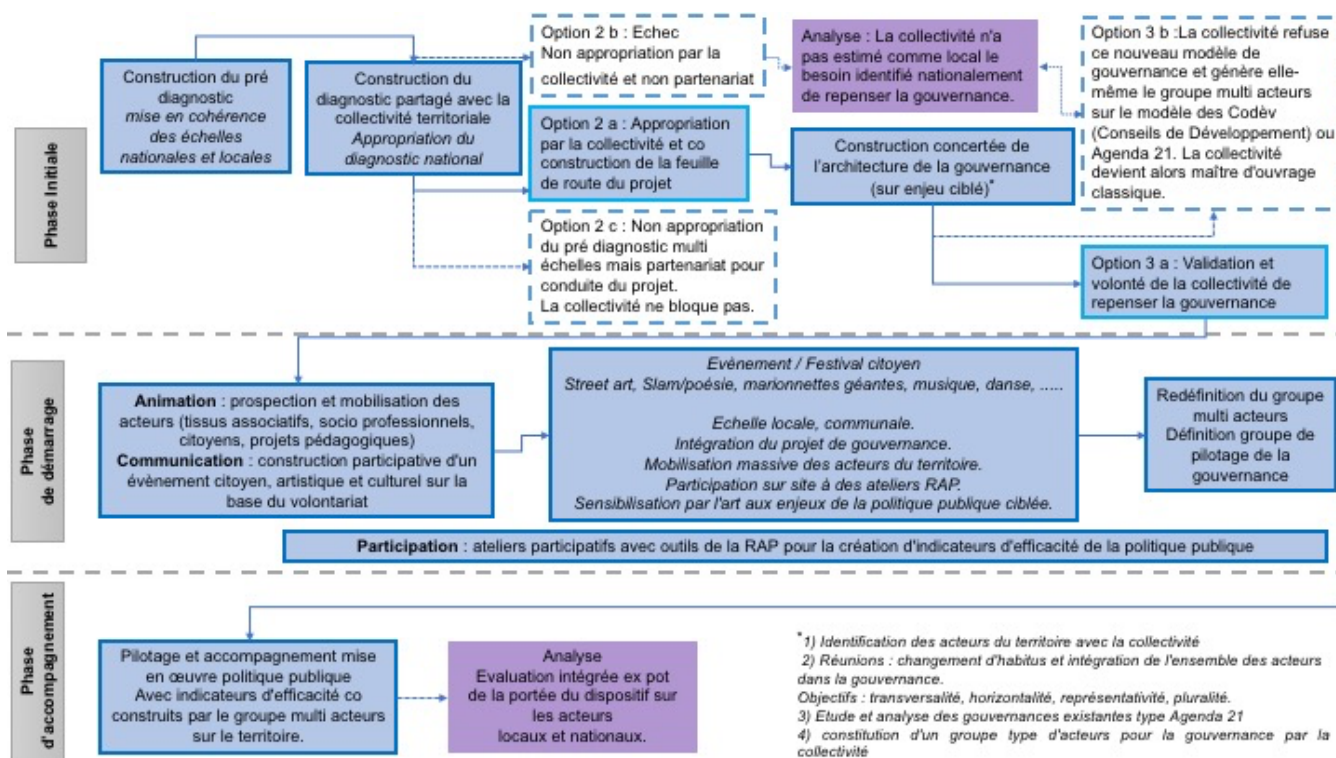 Phase Initiale
Construction du pré
diagnostic
mise en cohérence
des échelles
nationales et locales
Construction du
diagnostic partagé avec la
collectivité territoriale
Appropriation du
diagnostic national
Option 2 b : Echec
Non appropriation par la
collectivité et non partenariat
Option 2 a : Appropriation
par la collectivité et co
construction de la feuille
de route du projet
Option 2 c : Non appropriation
du pré diagnostic multi
échelles mais partenariat pour
conduite du projet.
La collectivité ne bloque pas.
Analyse : La collectivité n'a
pas estimé comme local le
besoin identifié nationalement
de repenser la gouvernance.
Construction concertée de
l'architecture de la gouvernance
(sur enjeu ciblé)*
Option 3 b :La collectivité refuse
ce nouveau modèle de
gouvernance et génère elle-
même le groupe multi acteurs
sur le modèle des Codèv
(Conseils de Développement) ou
Agenda 21. La collectivité
devient alors maître d'ouvrage
classique.
Option 3 a : Validation et
volonté de la collectivité de
repenser la gouvernance
Phase
de démarrage
Animation : prospection et mobilisation des
acteurs (tissus associatifs, socio professionnels,
citoyens, projets pédagogiques)
Communication : construction participative d'un
évènement citoyen, artistique et culturel sur la
base du volontariat
Evènement / Festival citoyen
Street art, Slam/poésie, marionnettes géantes, musique, danse, .....
Echelle locale, communale.
Intégration du projet de gouvernance.
Mobilisation massive des acteurs du territoire.
Participation sur site à des ateliers RAP.
Sensibilisation par l'art aux enjeux de la politique publique ciblée.
Redéfinition du groupe
multi acteurs
Définition groupe de
pilotage de la
gouvernance
Participation : ateliers participatifs avec outils de la RAP pour la création d'indicateurs d'efficacité de la politique publique
Phase
d'accompagnement
Pilotage et accompagnement mise
en œuvre politique publique
Avec indicateurs d'efficacité co
construits par le groupe multi acteurs
sur le territoire.
Analyse
Evaluation intégrée ex pot
de la portée du dispositif sur
les acteurs
locaux et nationaux.
*1) Identification des acteurs du territoire avec la collectivité
2) Réunions : changement d'habitus et intégration de l'ensemble des acteurs
dans la gouvernance.
Objectifs : transversalité, horizontalité, représentativité, pluralité.
3) Etude et analyse des gouvernances existantes type Agenda 21
4) constitution d'un groupe type d'acteurs pour la gouvernance par la
collectivité